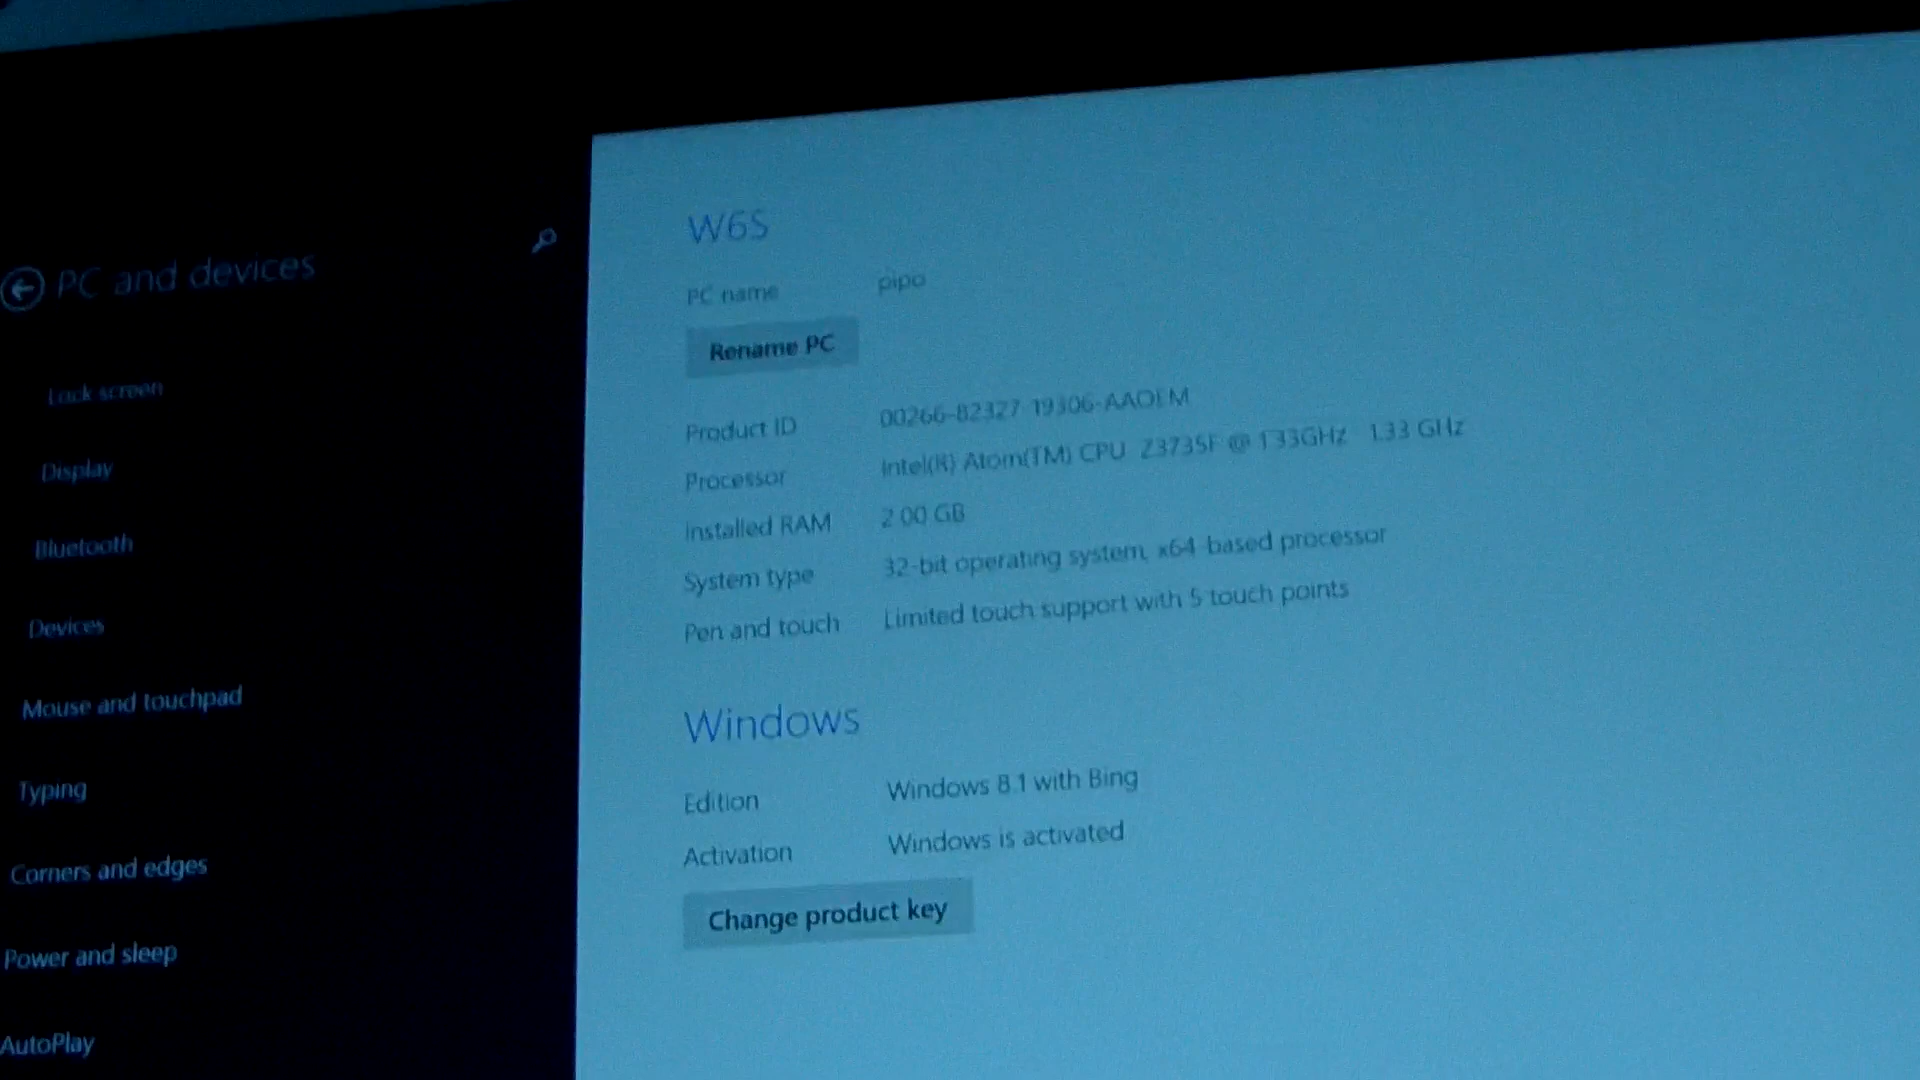 PC and devices
Lock screen
Display
Bluetooth
Devices
Mouse and touchpad
Typing
Corners and edges
Power and sleep
AutoPlay
W6S
PC name pipo
Rename PC
Product ID 00266-82327-19306-AAOEM
Processor Intel(R) Atom(TM) CPU Z3735F @ 1.33GHz 1.33 GHz
Installed RAM 2.00 GB
System type 32-bit operating system, x64-based processor
Pen and touch Limited touch support with 5 touch points
Windows
Edition Windows 8.1 with Bing
Activation Windows is activated
Change product key